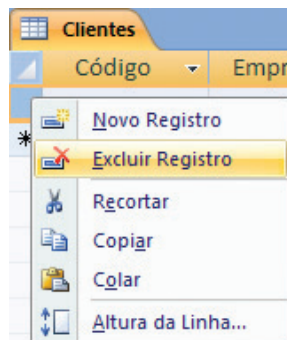 Clientes
Código Empr
Novo Registro
*
Excluir Registro
Recortar
Copiar
Colar
Altura da Linha...